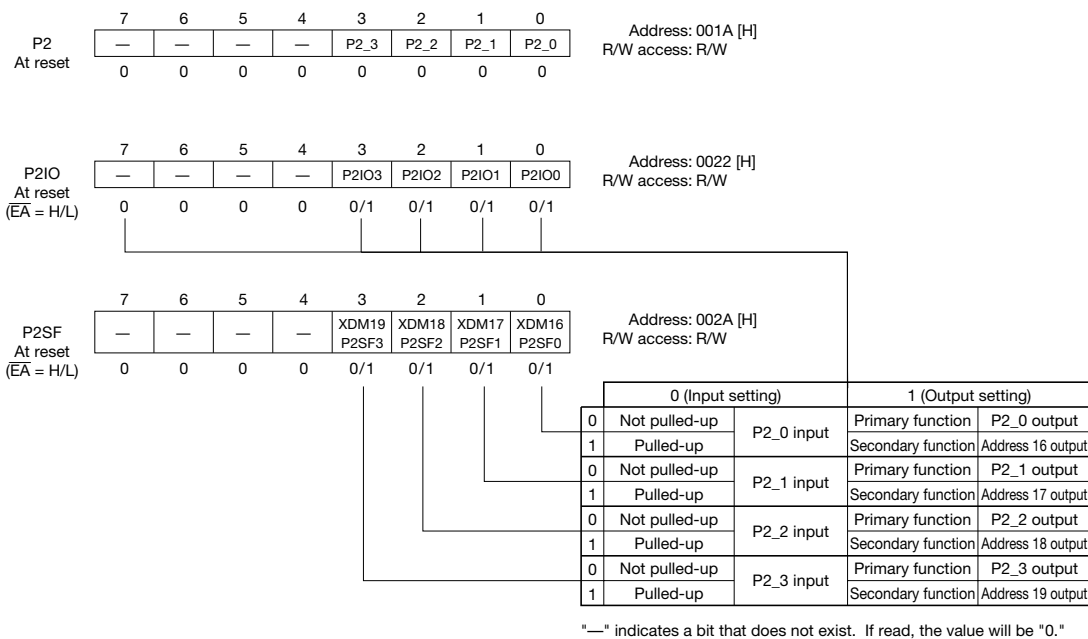 7 6 5 4 3 2 1 0
P2 — — — — P2_3 P2_2 P2_1 P2_0
At reset 0 0 0 0 0 0 0 0
Address: 001A [H]
R/W access: R/W
7 6 5 4 3 2 1 0
P2IO — — — — P2IO3 P2IO2 P2IO1 P2IO0
At reset
(EA = H/L) 0 0 0 0 0/1 0/1 0/1 0/1
Address: 0022 [H]
R/W access: R/W
7 6 5 4 3 2 1 0
XDM19 XDM18 XDM17 XDM16
P2SF — — — — P2SF3 P2SF2 P2SF1 P2SF0
At reset
(EA = H/L) 0 0 0 0 0/1 0/1 0/1 0/1
Address: 002A [H]
R/W access: R/W
0 (Input setting) 1 (Output setting)
0 Not pulled-up P2_0 input Primary function P2_0 output
1 Pulled-up Secondary function Address 16 output
0 Not pulled-up P2_1 input Primary function P2_1 output
1 Pulled-up Secondary function Address 17 output
0 Not pulled-up P2_2 input Primary function P2_2 output
1 Pulled-up Secondary function Address 18 output
0 Not pulled-up P2_3 input Primary function P2_3 output
1 Pulled-up Secondary function Address 19 output
"—" indicates a bit that does not exist. If read, the value will be "0."